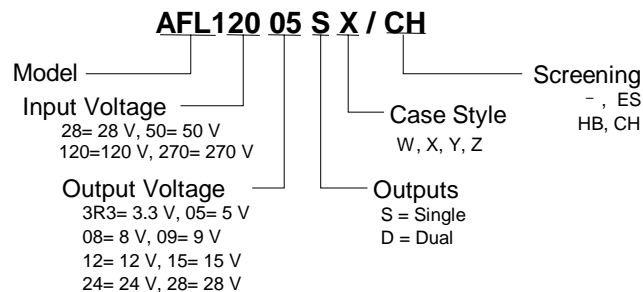 AFL120 05 S X / CH
Model
Input Voltage
28= 28 V, 50= 50 V
120=120 V, 270= 270 V
Output Voltage
3R3= 3.3 V, 05= 5 V
08= 8 V, 09= 9 V
12= 12 V, 15= 15 V
24= 24 V, 28= 28 V
Outputs
S = Single
D = Dual
Case Style
W, X, Y, Z
Screening
– , ES
HB, CH